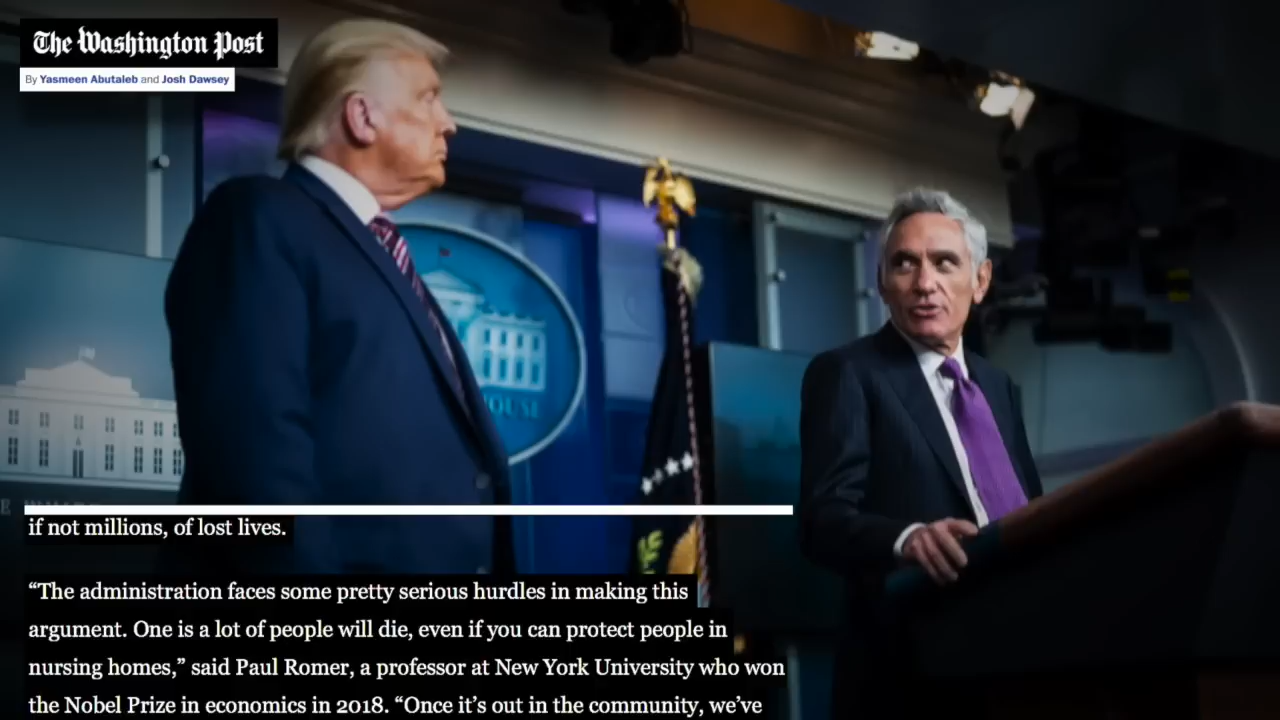 The Washington Post
By Yasmeen Abutaleb and Josh Dawsey
HOUSE
if not millions, of lost lives.
“The administration faces some pretty serious hurdles in making this
argument. One is a lot of people will die, even if you can protect people in
nursing homes,” said Paul Romer, a professor at New York University who won
the Nobel Prize in economics in 2018. “Once it’s out in the community, we’ve